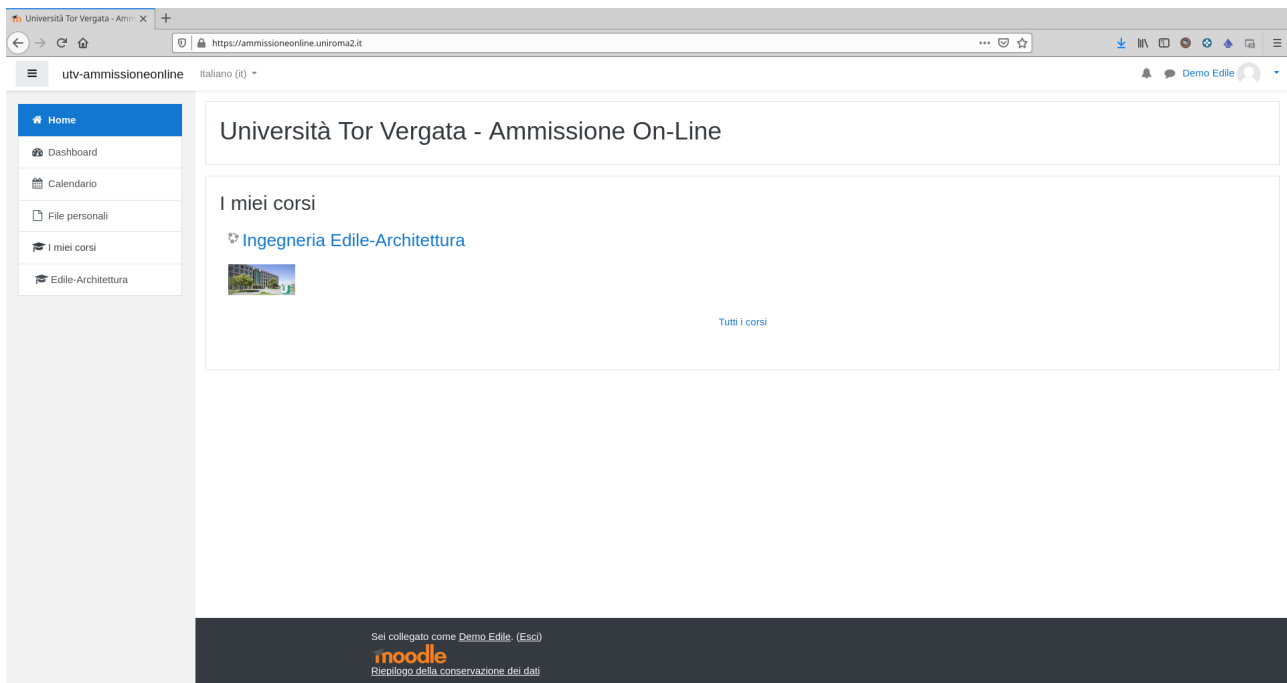 Università Tor Vergata - Amm
https://ammissioneonline.uniroma2.it
utv-ammissioneonline
Italiano (it)
Demo Edile
Home
Dashboard
Calendario
File personali
I miei corsi
Edile-Architettura
Università Tor Vergata - Ammissione On-Line
I miei corsi
Ingegneria Edile-Architettura
Tutti i corsi
Sei collegato come Demo Edile. (Esci)
moodle
Riepilogo della conservazione dei dati